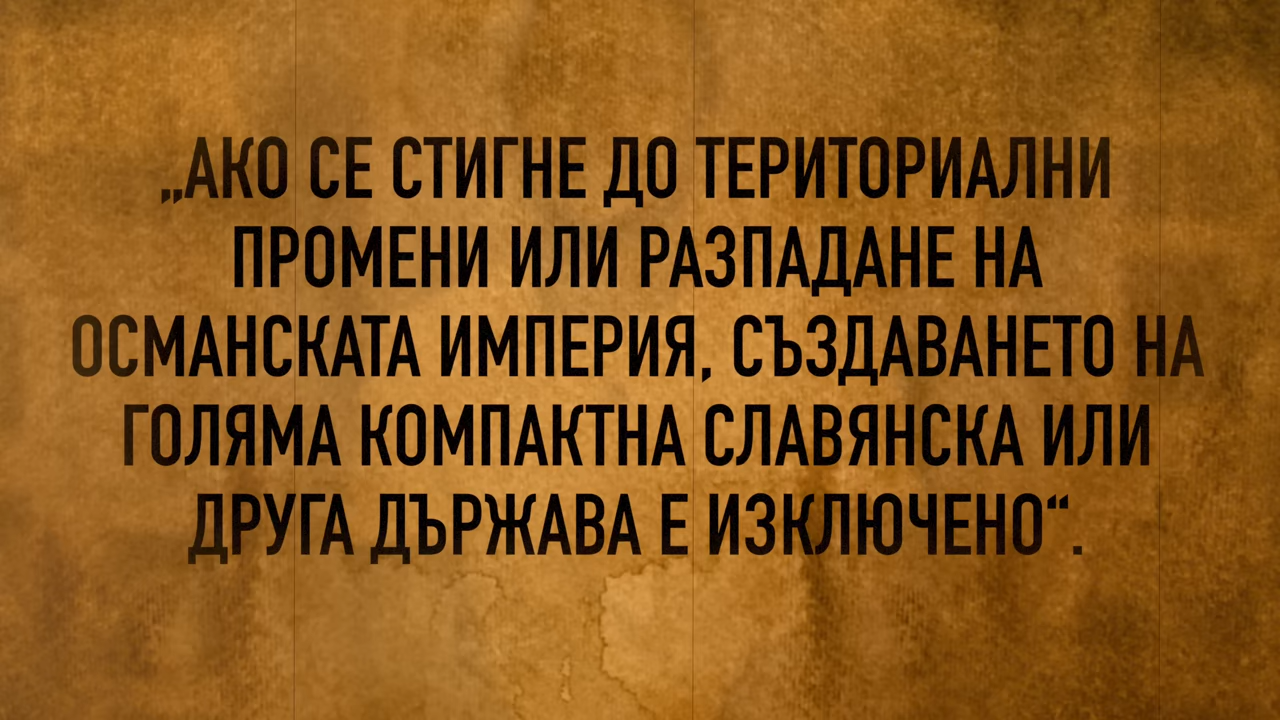 „АКО СЕ СТИГНЕ ДО ТЕРИТОРИАЛНИ
ПРОМЕНИ ИЛИ РАЗПАДАНЕ НА
ОСМАНСКАТА ИМПЕРИЯ, СЪЗДАВАНЕТО НА
ГОЛЯМА КОМПАКТНА СЛАВЯНСКА ИЛИ
ДРУГА ДЪРЖАВА Е ИЗКЛЮЧЕНО“.